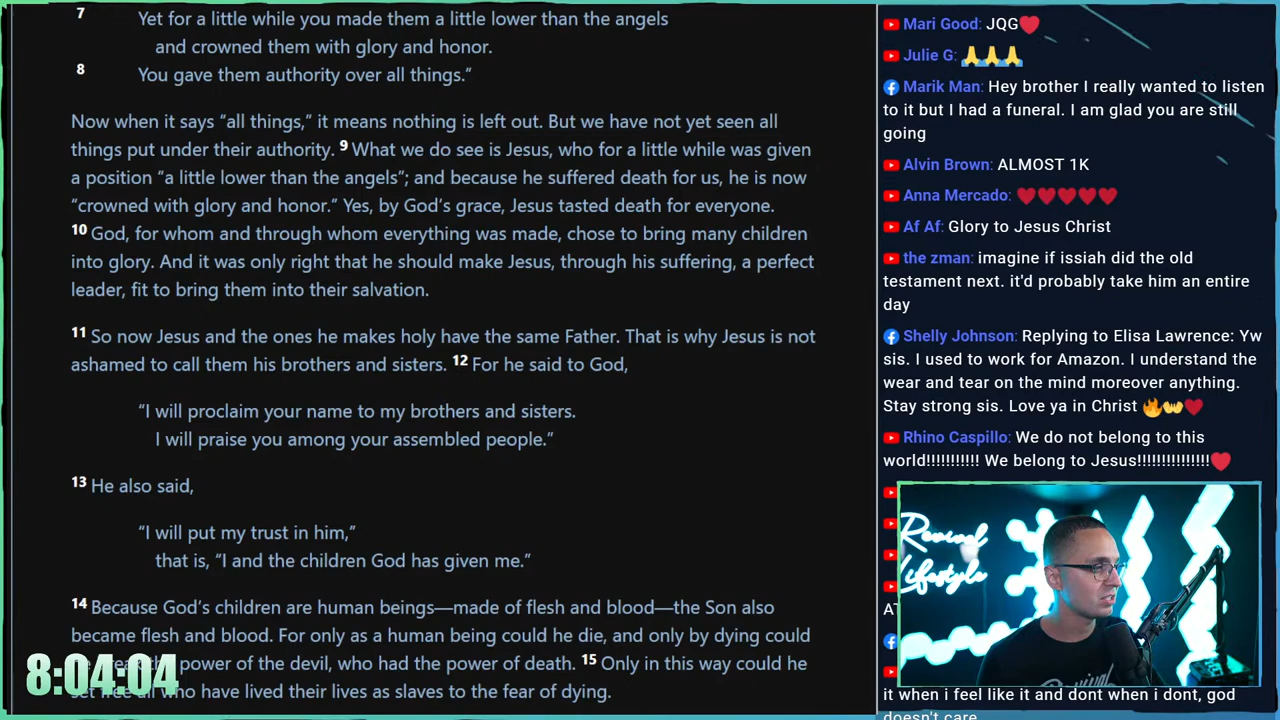 7 Yet for a little while you made them a little lower than the angels
and crowned them with glory and honor.
8 You gave them authority over all things.”
Now when it says “all things,” it means nothing is left out. But we have not yet seen all
things put under their authority. 9 What we do see is Jesus, who for a little while was given
a position “a little lower than the angels”; and because he suffered death for us, he is now
“crowned with glory and honor.” Yes, by God’s grace, Jesus tasted death for everyone.
10 God, for whom and through whom everything was made, chose to bring many children
into glory. And it was only right that he should make Jesus, through his suffering, a perfect
leader, fit to bring them into their salvation.
11 So now Jesus and the ones he makes holy have the same Father. That is why Jesus is not
ashamed to call them his brothers and sisters. 12 For he said to God,
“I will proclaim your name to my brothers and sisters.
I will praise you among your assembled people.”
13 He also said,
“I will put my trust in him,”
that is, “I and the children God has given me.”
14 Because God’s children are human beings—made of flesh and blood—the Son also
became flesh and blood. For only as a human being could he die, and only by dying could
power of the devil, who had the power of death. 15 Only in this way could he
who have lived their lives as slaves to the fear of dying.
8:04:04
Mari Good: JQG❤️
Julie G: 🙏🙏🙏
Marik Man: Hey brother I really wanted to listen
to it but I had a funeral. I am glad you are still
going
Alvin Brown: ALMOST 1K
Anna Mercado: ❤️❤️❤️❤️❤️
Af Af: Glory to Jesus Christ
the zman: imagine if issiah did the old
testament next. it'd probably take him an entire
day
Shelly Johnson: Replying to Elisa Lawrence: Yw
sis. I used to work for Amazon. I understand the
wear and tear on the mind moreover anything.
Stay strong sis. Love ya in Christ 🔥👐❤️
Rhino Caspillo: We do not belong to this
world!!!!!!!!!!! We belong to Jesus!!!!!!!!!!!!!!!❤️
Revival
Lifestyle
it when i feel like it and dont when i dont, god
doesn't care